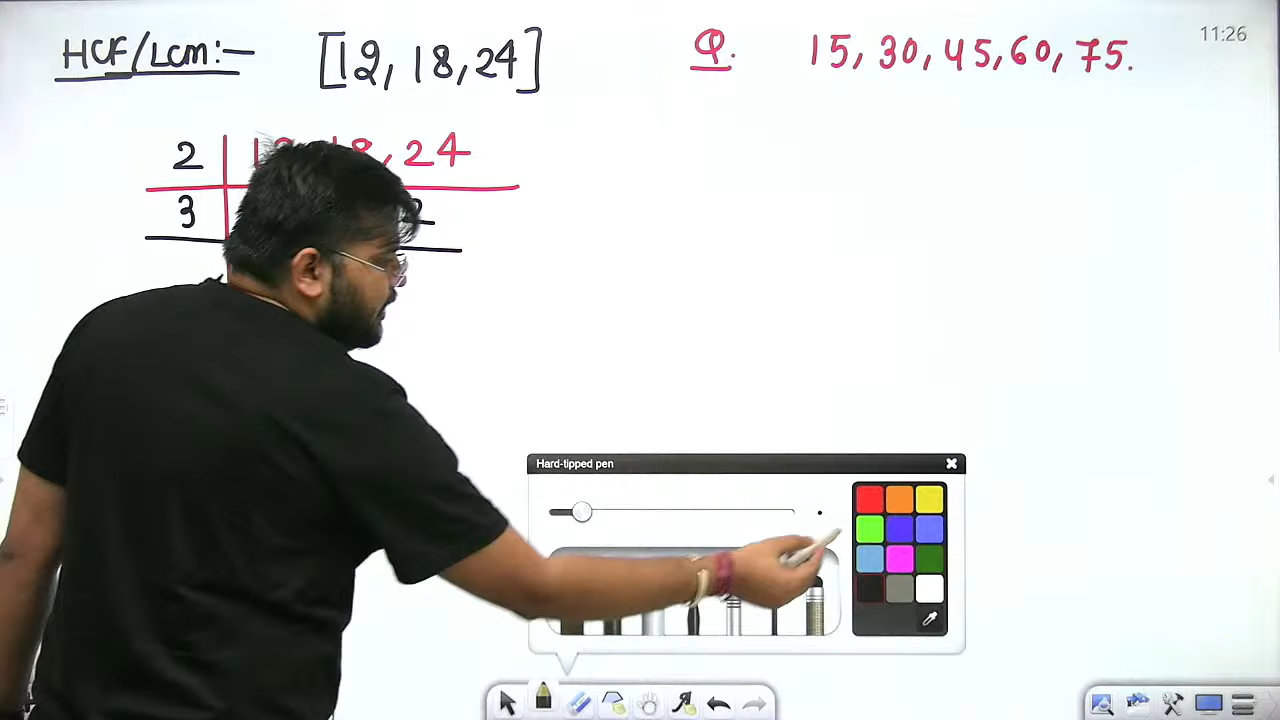 HCF/LCM:- [12, 18, 24]
Q. 15, 30, 45, 60, 75.
11:26
2 24
3
Hard-tipped pen